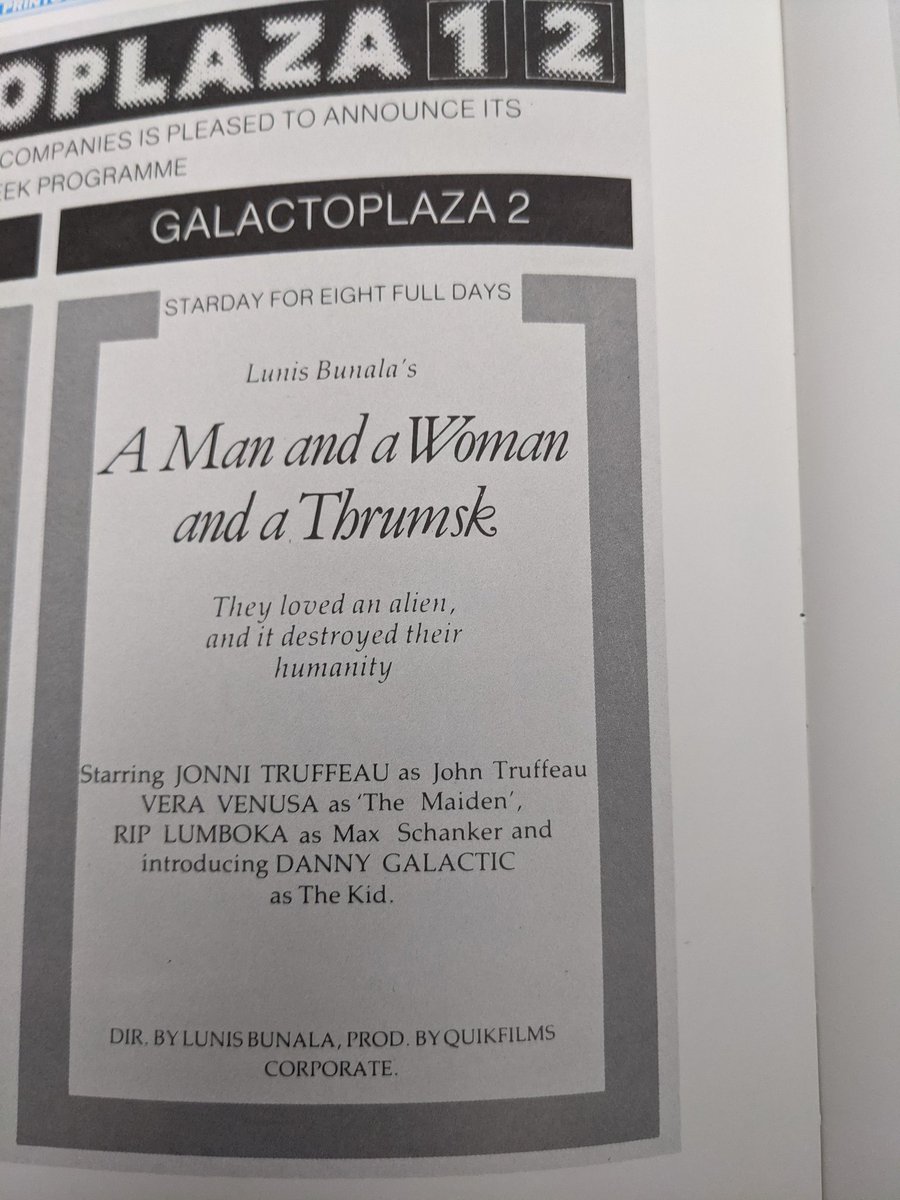 OPLAZA 1 2
COMPANIES IS PLEASED TO ANNOUNCE ITS
EEK PROGRAMME
GALACTOPLAZA 2
STARDAY FOR EIGHT FULL DAYS
Lunis Bunala's
A Man and a Woman
and a Thrumsk
They loved an alien,
and it destroyed their
humanity
Starring JONNI TRUFFEAU as John Truffeau
VERA VENUSA as 'The Maiden',
RIP LUMBOKA as Max Schanker and
introducing DANNY GALACTIC
as The Kid.
DIR. BY LUNIS BUNALA, PROD. BY QUIKFILMS
CORPORATE.